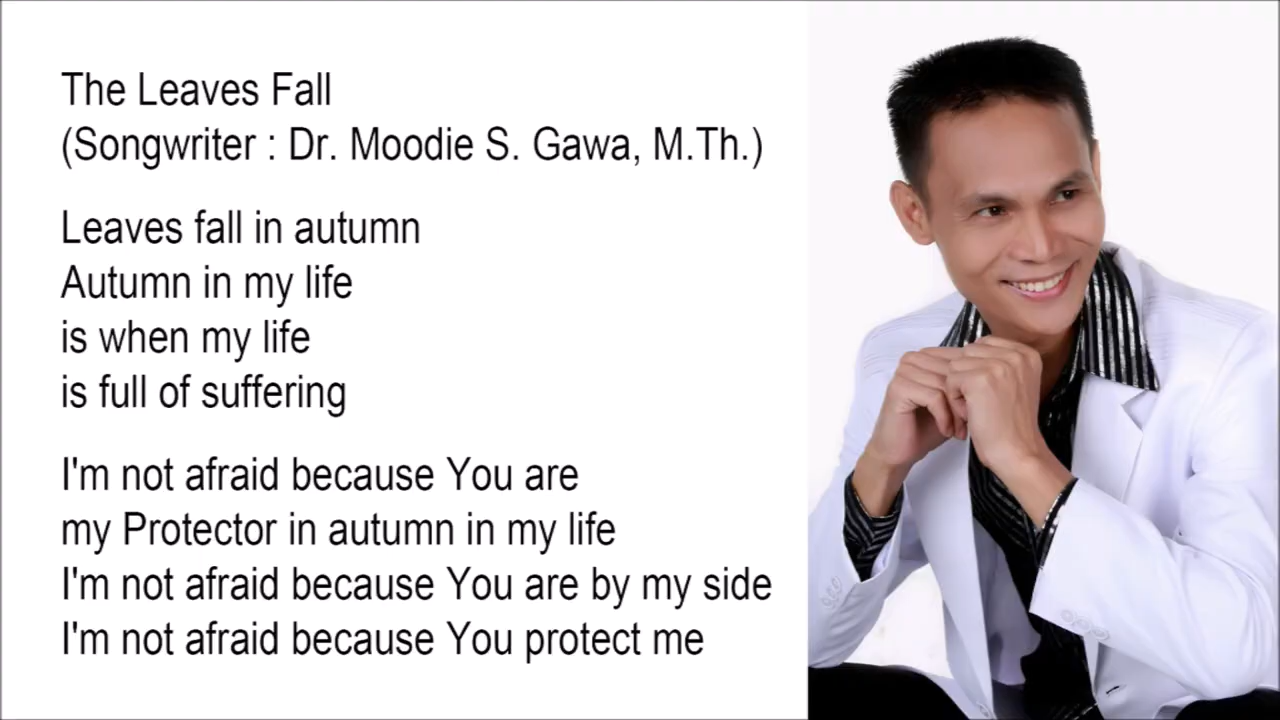 The Leaves Fall
(Songwriter : Dr. Moodie S. Gawa, M.Th.)
Leaves fall in autumn
Autumn in my life
is when my life
is full of suffering
I'm not afraid because You are
my Protector in autumn in my life
I'm not afraid because You are by my side
I'm not afraid because You protect me